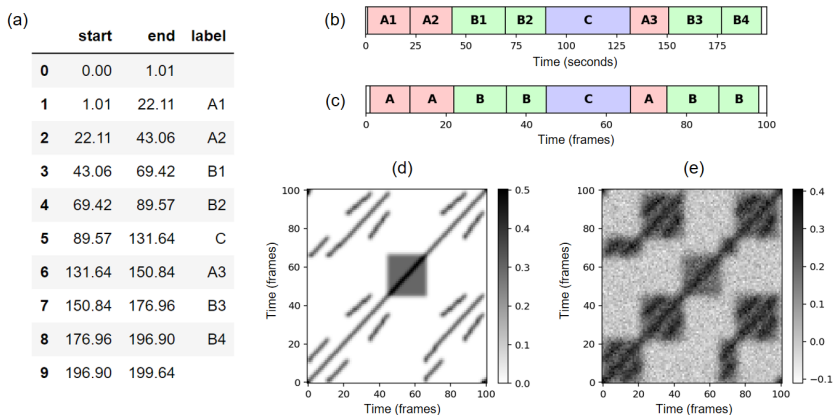 (a)
start end label
0 0.00 1.01
1 1.01 22.11 A1
2 22.11 43.06 A2
3 43.06 69.42 B1
4 69.42 89.57 B2
5 89.57 131.64 C
6 131.64 150.84 A3
7 150.84 176.96 B3
8 176.96 196.90 B4
9 196.90 199.64
(b)
A1 A2 B1 B2 C A3 B3 B4
0 25 50 75 100 125 150 175
Time (seconds)
(c)
A A B B C A B B
0 20 40 60 80 100
Time (frames)
(d)
100
80
60
40
20
0
Time (frames)
0 20 40 60 80 100
Time (frames)
0.5
0.4
0.3
0.2
0.1
0.0
(e)
100
80
60
40
20
0
Time (frames)
0 20 40 60 80 100
Time (frames)
0.4
0.3
0.2
0.1
0.0
−0.1